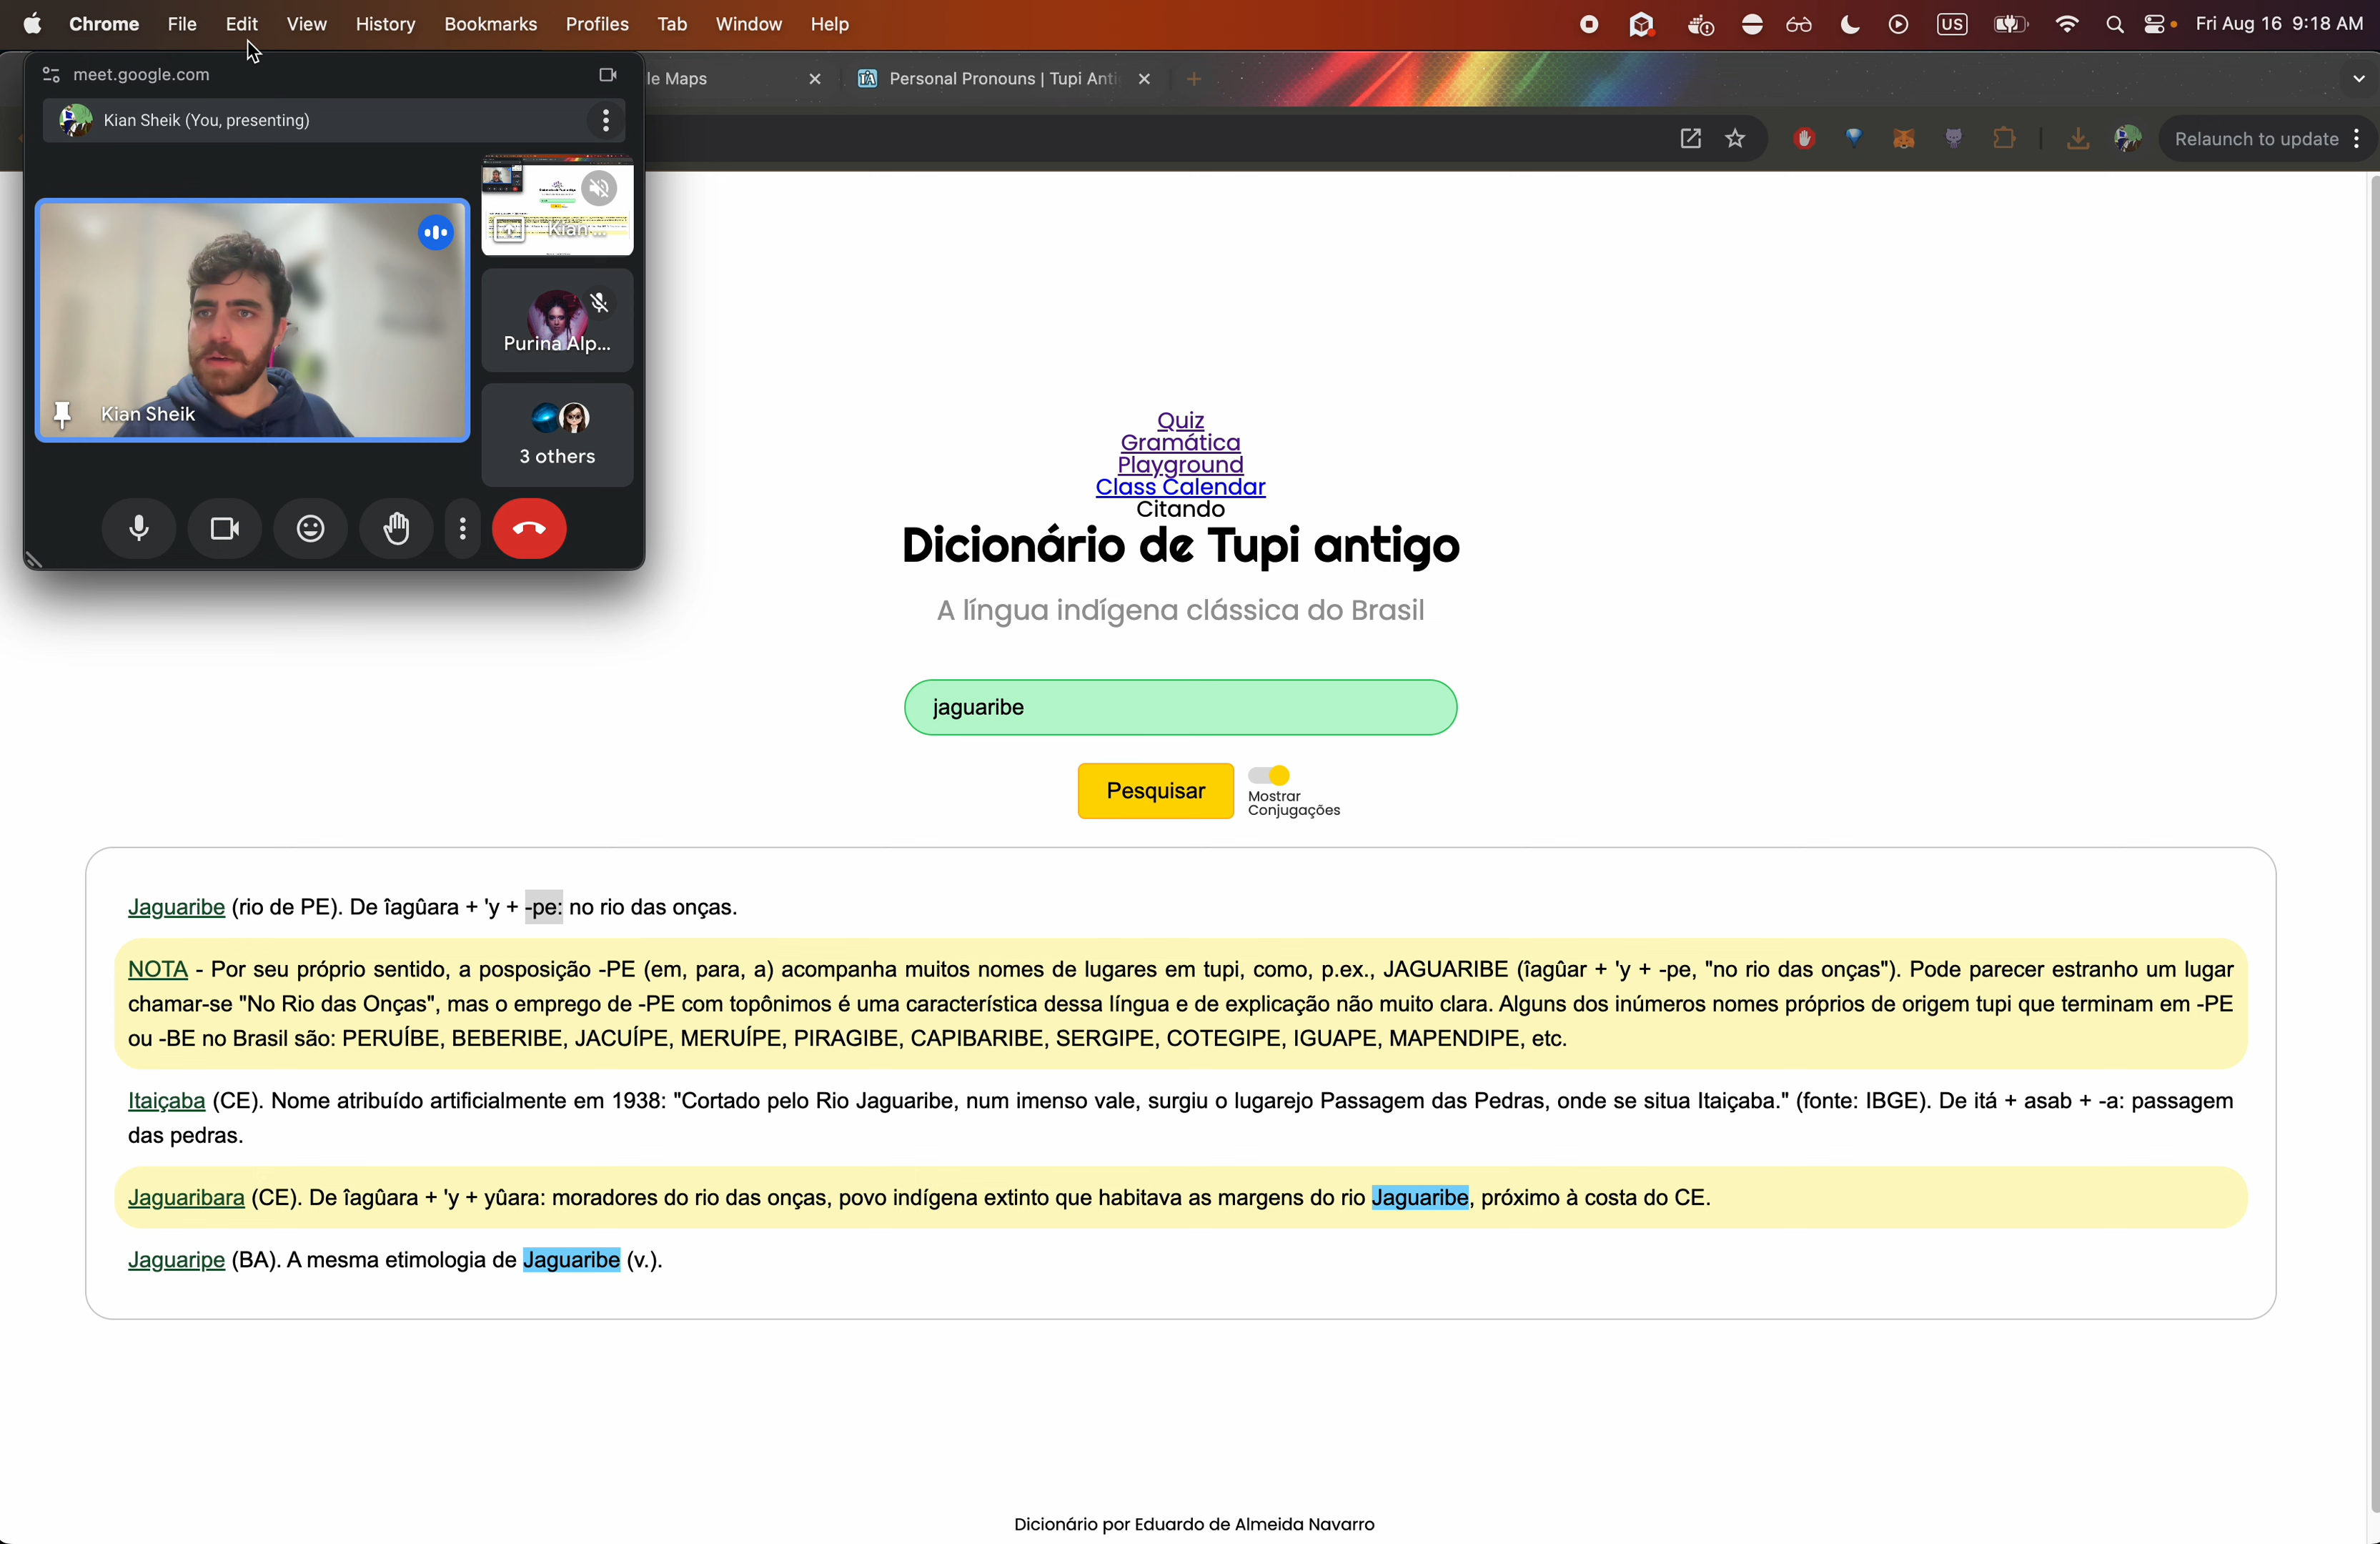 Chrome File Edit View History Bookmarks Profiles Tab Window Help
US
Fri Aug 16 9:18 AM
meet.google.com
le Maps
Personal Pronouns | Tupi Anti
Kian Sheik (You, presenting)
Relaunch to update
Kian ...
Purina Alp...
Kian Sheik
3 others
Quiz
Gramática
Playground
Class Calendar
Citando
Dicionário de Tupi antigo
A língua indígena clássica do Brasil
jaguaribe
Pesquisar
Mostrar
Conjugações
Jaguaribe (rio de PE). De îagûara + 'y + -pe: no rio das onças.
NOTA - Por seu próprio sentido, a posposição -PE (em, para, a) acompanha muitos nomes de lugares em tupi, como, p.ex., JAGUARIBE (îagûar + 'y + -pe, "no rio das onças"). Pode parecer estranho um lugar
chamar-se "No Rio das Onças", mas o emprego de -PE com topônimos é uma característica dessa língua e de explicação não muito clara. Alguns dos inúmeros nomes próprios de origem tupi que terminam em -PE
ou -BE no Brasil são: PERUÍBE, BEBERIBE, JACUÍPE, MERUÍPE, PIRAGIBE, CAPIBARIBE, SERGIPE, COTEGIPE, IGUAPE, MAPENDIPE, etc.
Itaiçaba (CE). Nome atribuído artificialmente em 1938: "Cortado pelo Rio Jaguaribe, num imenso vale, surgiu o lugarejo Passagem das Pedras, onde se situa Itaiçaba." (fonte: IBGE). De itá + asab + -a: passagem
das pedras.
Jaguaribara (CE). De îagûara + 'y + yûara: moradores do rio das onças, povo indígena extinto que habitava as margens do rio Jaguaribe, próximo à costa do CE.
Jaguaripe (BA). A mesma etimologia de Jaguaribe (v.).
Dicionário por Eduardo de Almeida Navarro